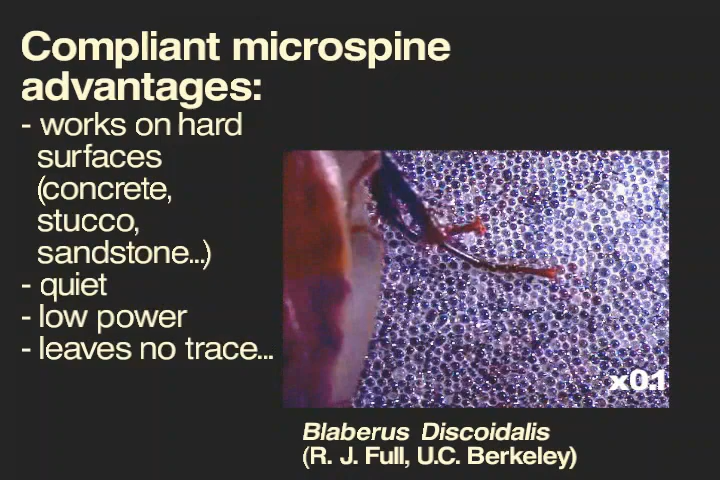 Compliant microspine
advantages:
- works on hard
surfaces
(concrete,
stucco,
sandstone...)
- quiet
- low power
- leaves no trace...
x0.1
Blaberus Discoidalis
(R. J. Full, U.C. Berkeley)